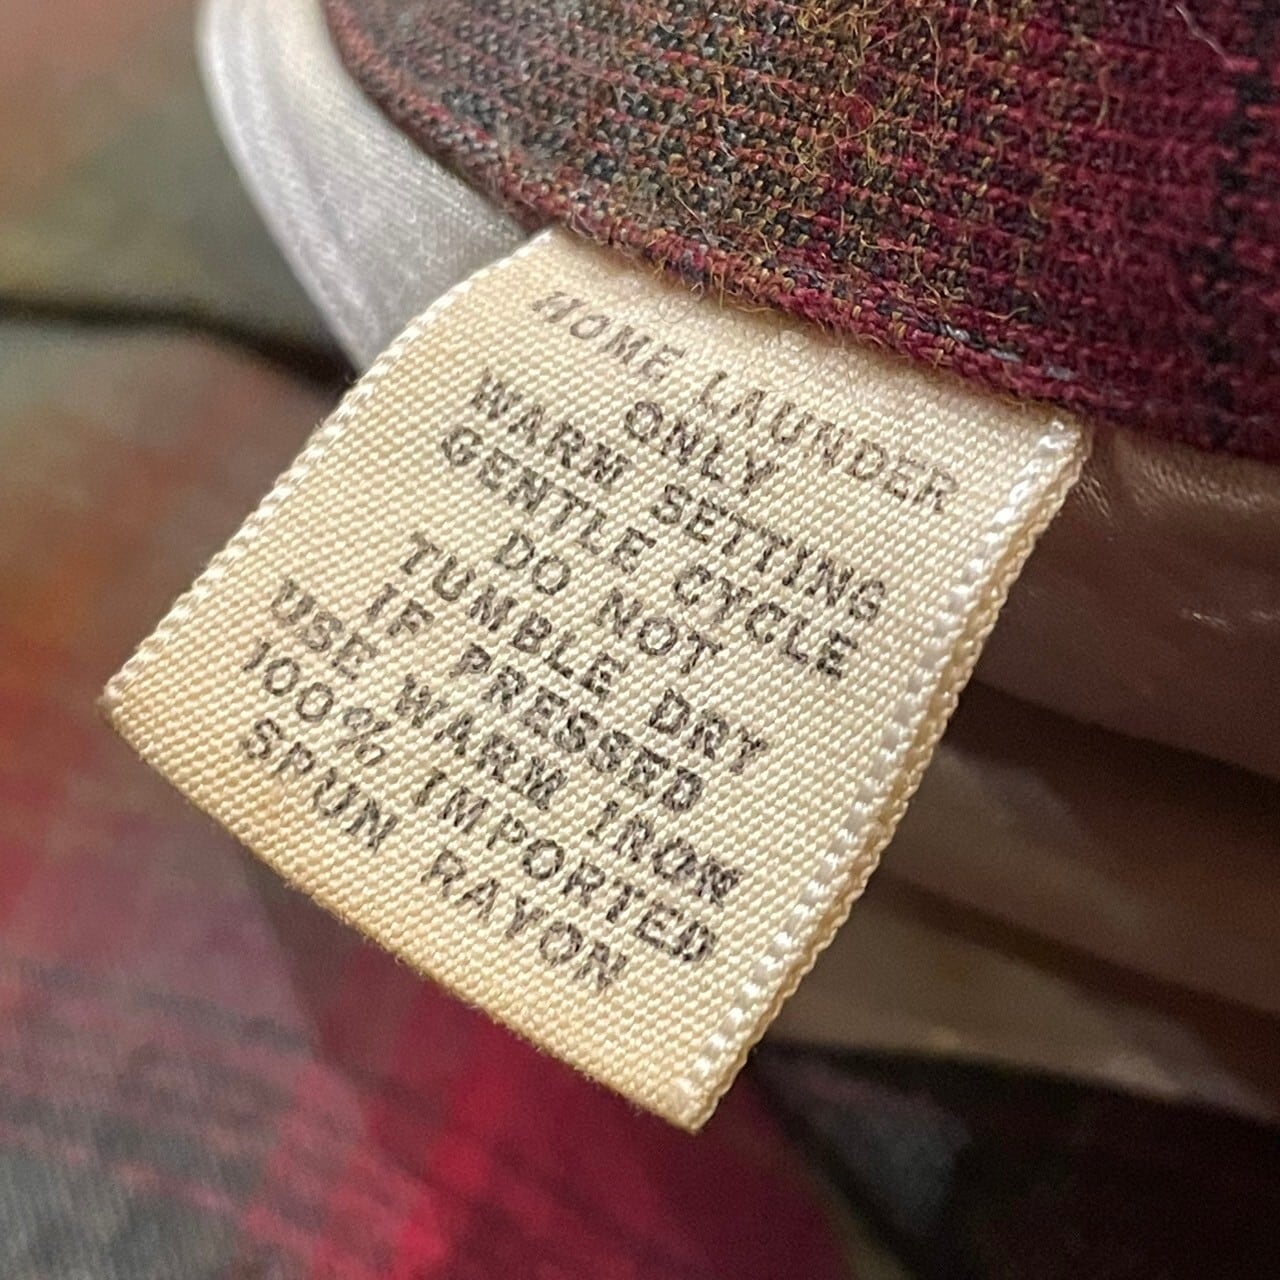 HOME LAUNDER
ONLY
WARM SETTING
GENTLE CYCLE
DO NOT
TUMBLE DRY
IF PRESSED
USE WARM IRON
100% IMPORTED
SPUN RAYON